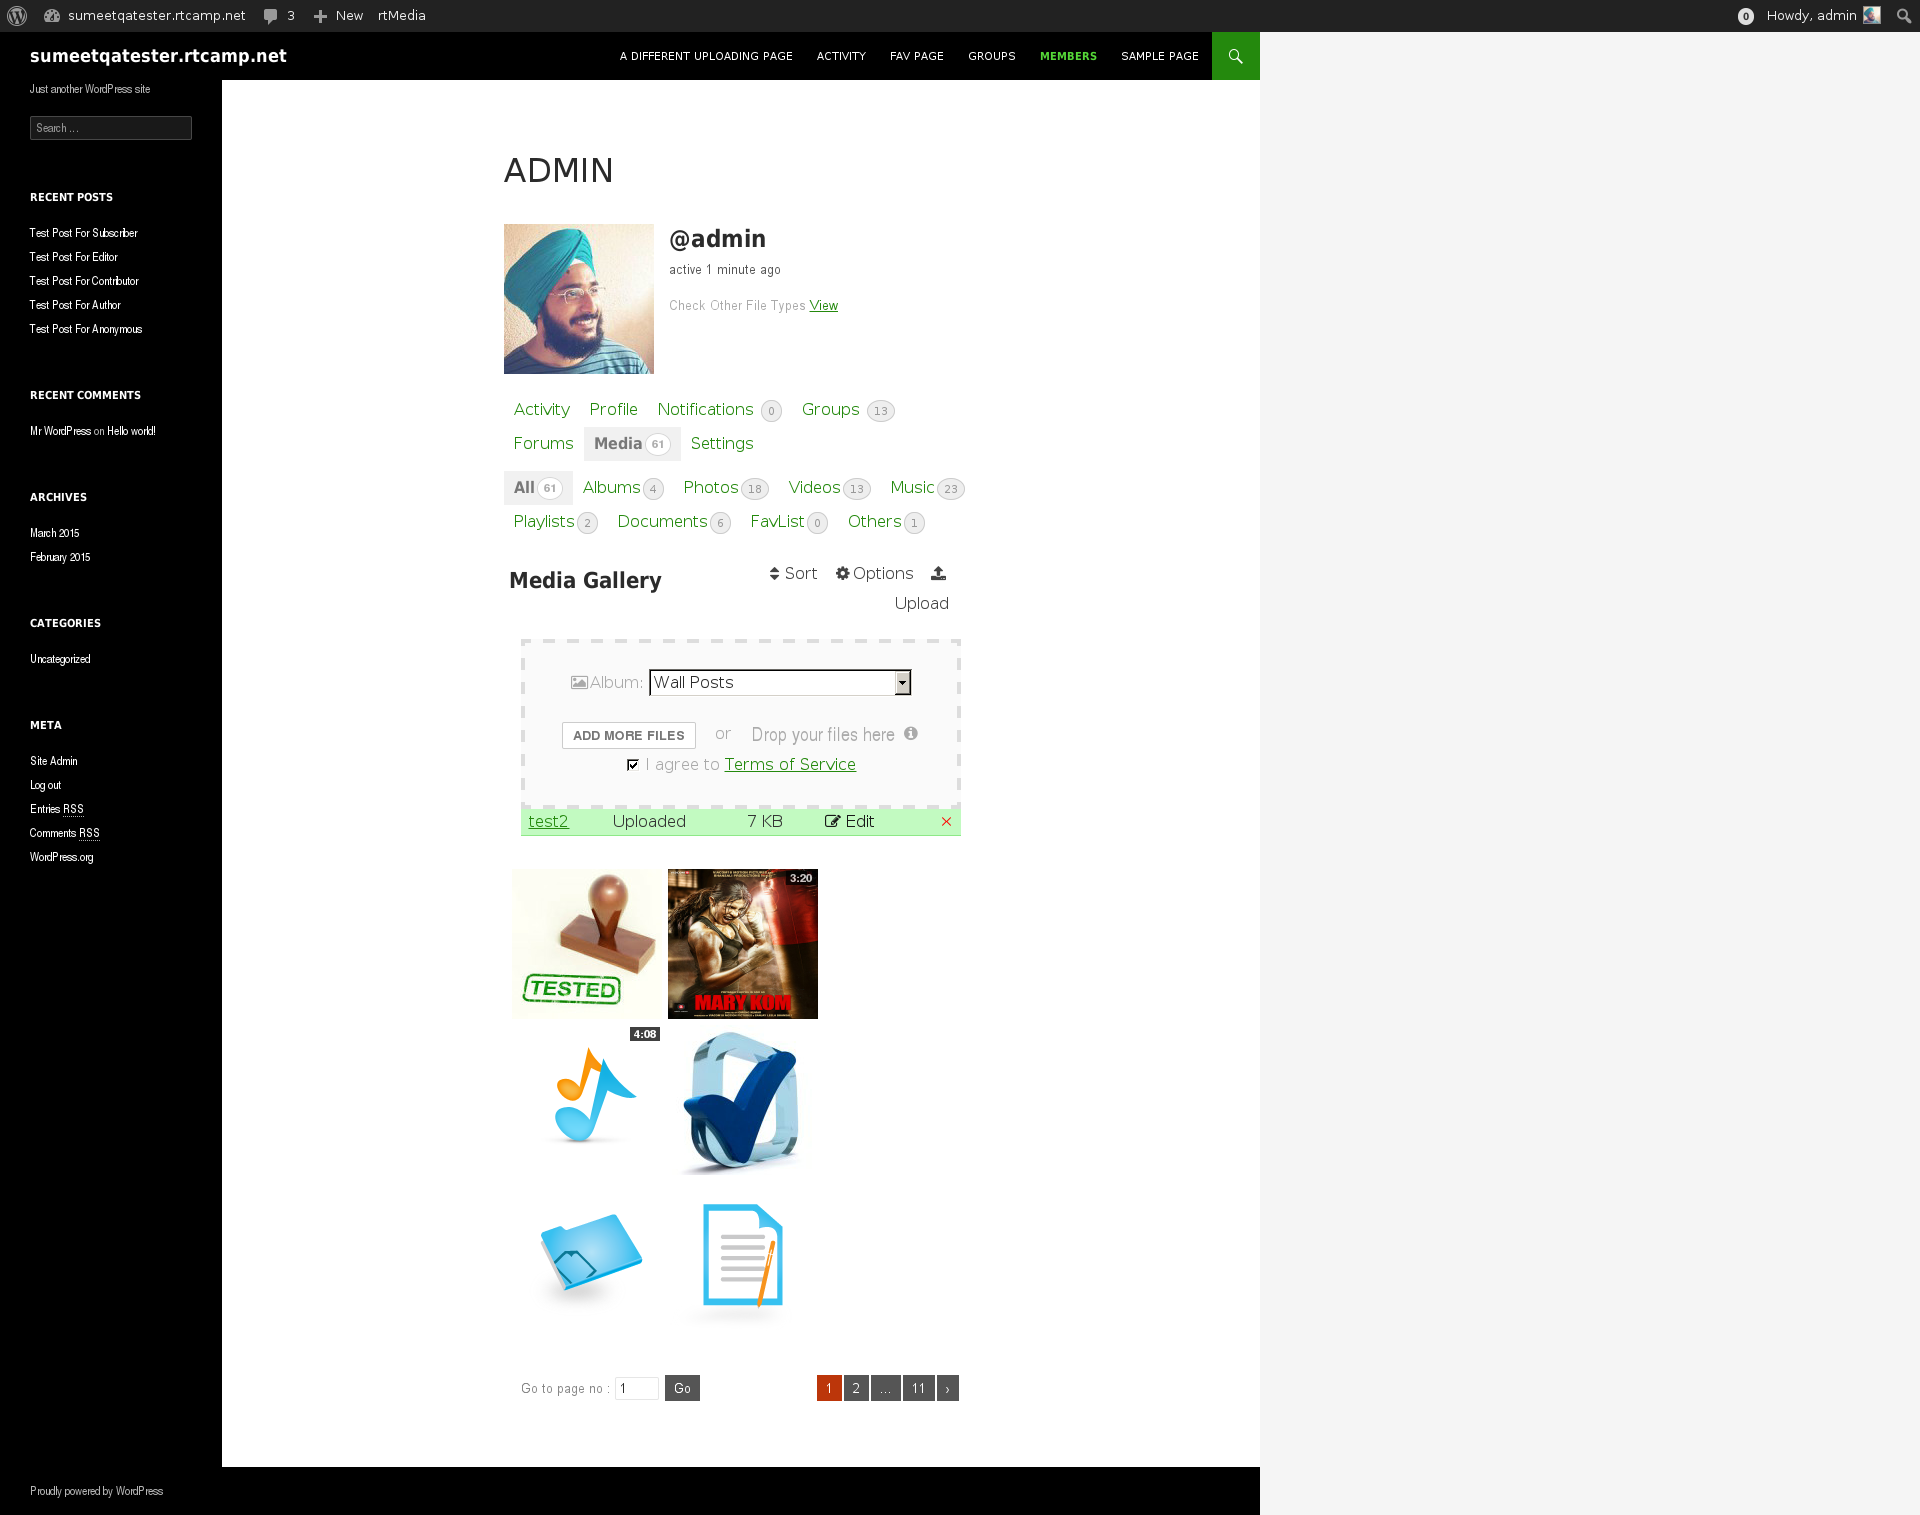 sumeetqatester.rtcamp.net 3 New rtMedia 0 Howdy, admin
sumeetqatester.rtcamp.net A DIFFERENT UPLOADING PAGE ACTIVITY FAV PAGE GROUPS MEMBERS SAMPLE PAGE
Just another WordPress site
Search ...
RECENT POSTS
Test Post For Subscriber
Test Post For Editor
Test Post For Contributor
Test Post For Author
Test Post For Anonymous
RECENT COMMENTS
Mr WordPress on Hello world!
ARCHIVES
March 2015
February 2015
CATEGORIES
Uncategorized
META
Site Admin
Log out
Entries RSS
Comments RSS
WordPress.org
ADMIN
@admin
active 1 minute ago
Check Other File Types View
Activity Profile Notifications 0 Groups 13
Forums Media 61 Settings
All 61 Albums 4 Photos 18 Videos 13 Music 23
Playlists 2 Documents 6 FavList 0 Others 1
Media Gallery Sort Options
Upload
Album: Wall Posts
ADD MORE FILES or Drop your files here
I agree to Terms of Service
test2 Uploaded 7 KB Edit ×
TESTED
3:20
MARY KOM
4:08
Go to page no : 1 Go 1 2 ... 11 ›
Proudly powered by WordPress